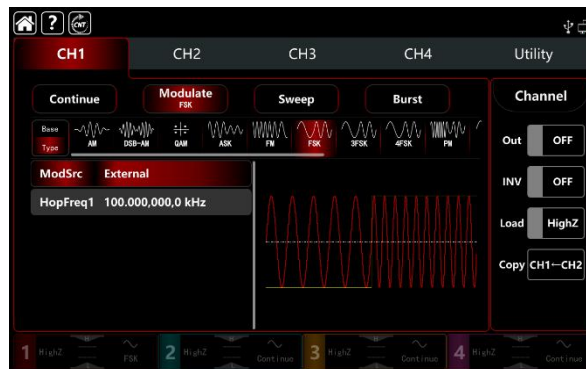 ? CNT
CH1 CH2 CH3 CH4 Utility
Continue Modulate Sweep Burst Channel
FSK
Base
Type AM DSB-AM QAM ASK FM FSK 3FSK 4FSK PM
Out OFF
ModSrc External
INV OFF
HopFreq1 100.000,000,0 kHz
Load HighZ
Copy CH1←CH2
1 HighZ FSK 2 HighZ Continue 3 HighZ Continue 4 HighZ Continue